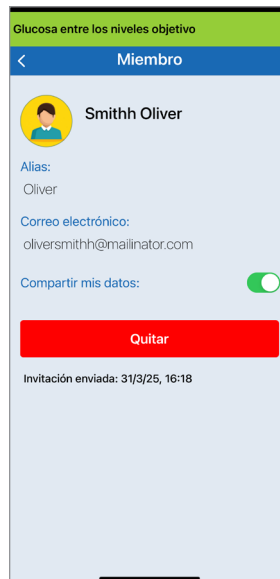 Glucosa entre los niveles objetivo
Miembro
Smithh Oliver
Alias:
Oliver
Correo electrónico:
oliversmithh@mailinator.com
Compartir mis datos:
Quitar
Invitación enviada: 31/3/25, 16:18